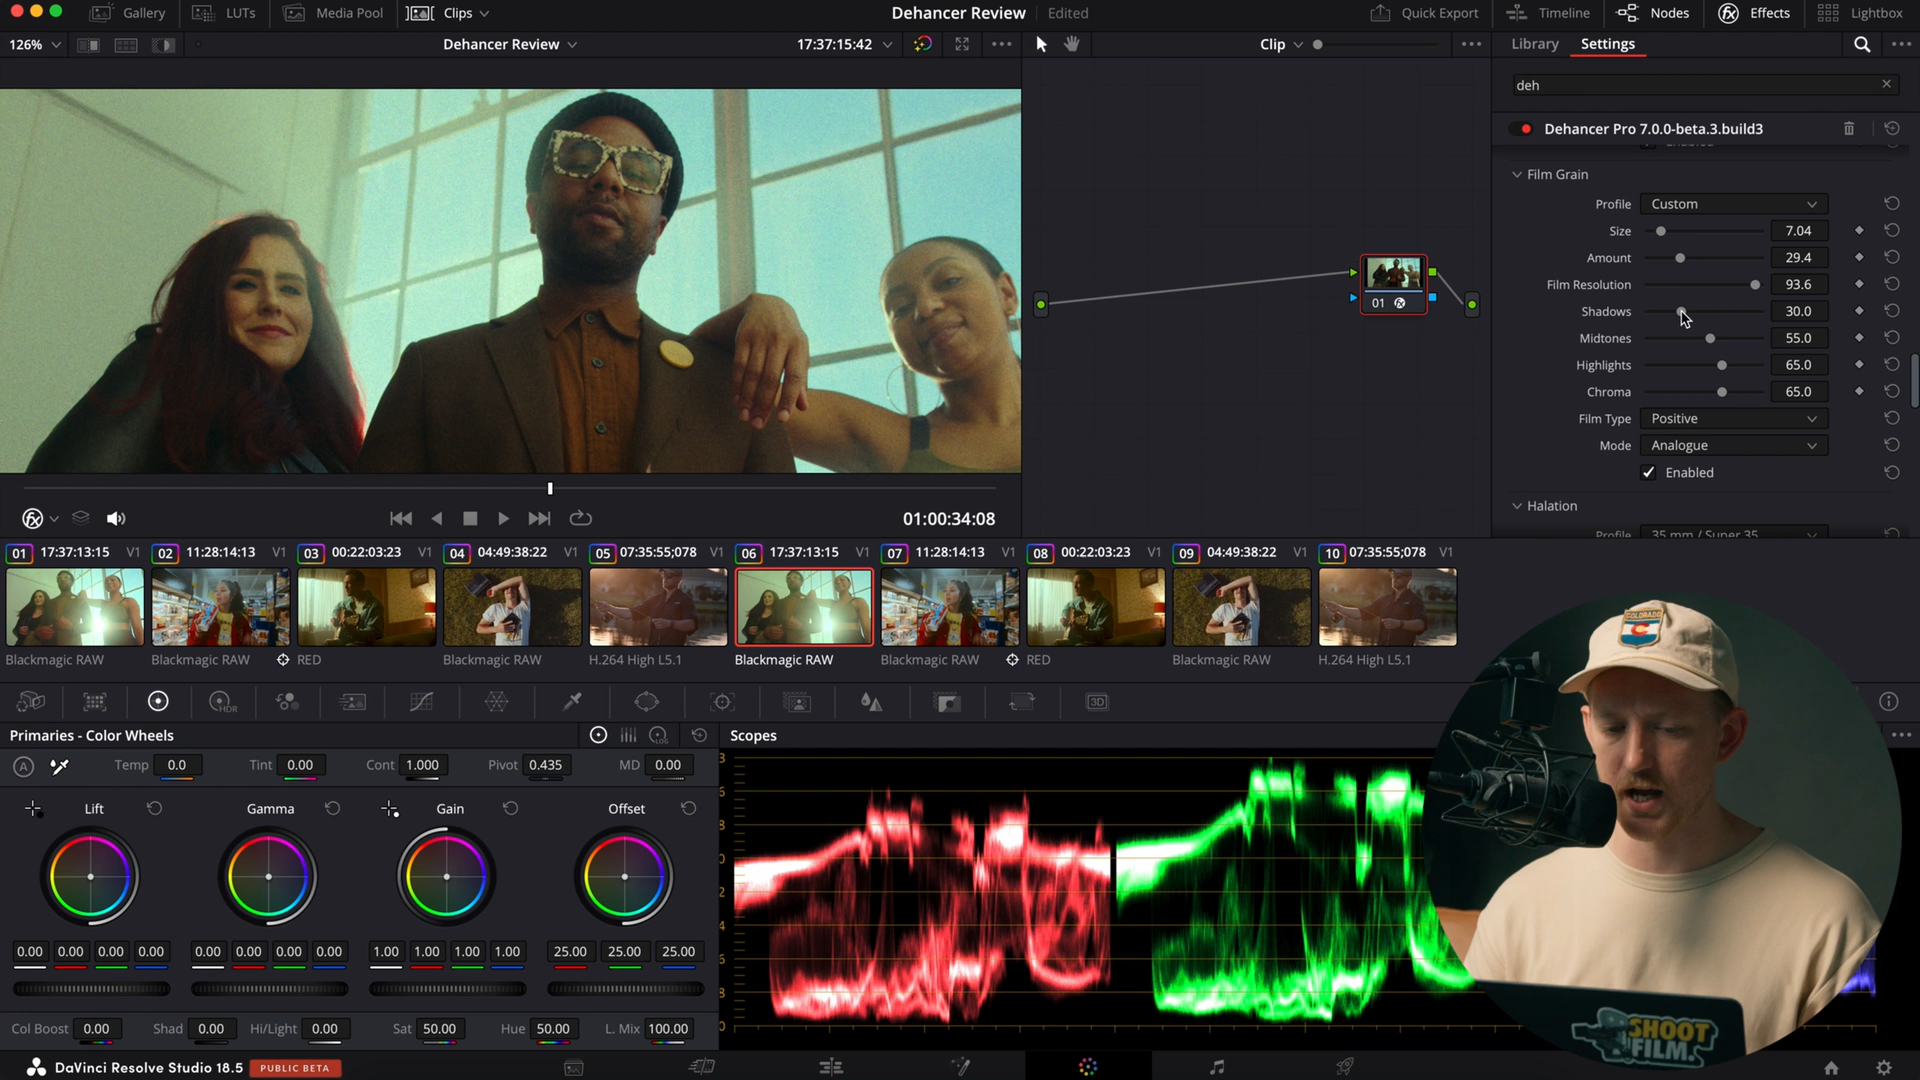 Gallery LUTs Media Pool Clips Dehancer Review Edited Quick Export Timeline Nodes Effects Lightbox
126% Dehancer Review 17:37:15:42 Clip Library Settings
deh
Dehancer Pro 7.0.0-beta.3.build3
Enabled
Film Grain
Profile Custom
Size 7.04
Amount 29.4
Film Resolution 93.6
Shadows 30.0
Midtones 55.0
Highlights 65.0
Chroma 65.0
Film Type Positive
Mode Analogue
Enabled
Halation
Profile 35 mm / Super 35
01:00:34:08
01 17:37:13:15 V1 02 11:28:14:13 V1 03 00:22:03:23 V1 04 04:49:38:22 V1 05 07:35:55;078 V1 06 17:37:13:15 V1 07 11:28:14:13 V1 08 00:22:03:23 V1 09 04:49:38:22 V1 10 07:35:55;078 V1
Blackmagic RAW Blackmagic RAW RED Blackmagic RAW H.264 High L5.1 Blackmagic RAW Blackmagic RAW RED Blackmagic RAW H.264 High L5.1
01
HDR
3D
Primaries - Color Wheels LOG Scopes
A Temp 0.0 Tint 0.00 Cont 1.000 Pivot 0.435 MD 0.00
Lift Gamma Gain Offset
0.00 0.00 0.00 0.00 0.00 0.00 0.00 0.00 1.00 1.00 1.00 1.00 25.00 25.00 25.00
Col Boost 0.00 Shad 0.00 Hi/Light 0.00 Sat 50.00 Hue 50.00 L. Mix 100.00
DaVinci Resolve Studio 18.5 PUBLIC BETA
COLORADO
SHOOT
FILM.